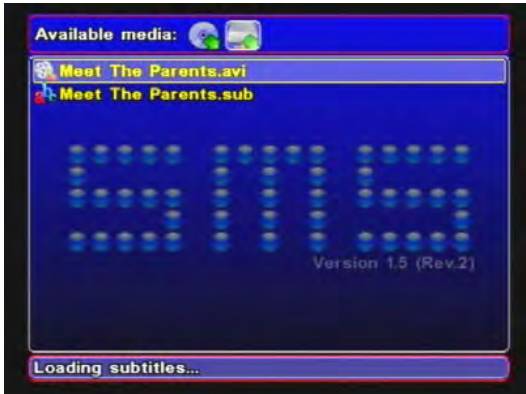 Available media:
Meet The Parents.avi
Meet The Parents.sub
SMS
Version 1.5 (Rev.2)
Loading subtitles...